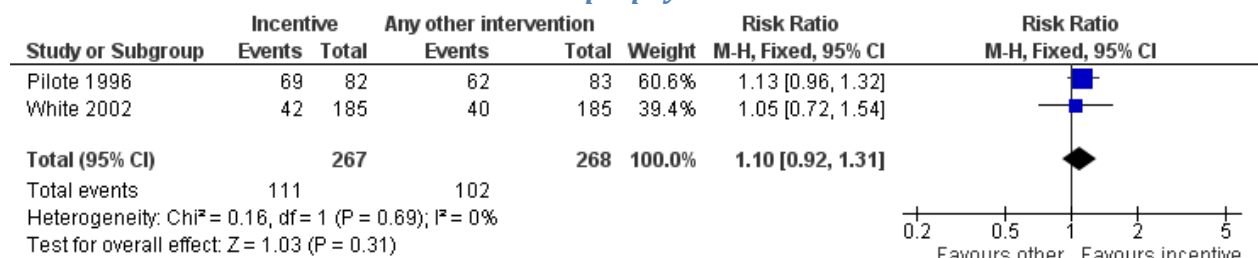 Incentive Any other intervention Risk Ratio Risk Ratio
Study or Subgroup Events Total Events Total Weight M-H, Fixed, 95% CI M-H, Fixed, 95% CI
Pilote 1996 69 82 62 83 60.6% 1.13 [0.96, 1.32]
White 2002 42 185 40 185 39.4% 1.05 [0.72, 1.54]
Total (95% CI) 267 268 100.0% 1.10 [0.92, 1.31]
Total events 111 102
Heterogeneity: Chi² = 0.16, df = 1 (P = 0.69); I² = 0%
Test for overall effect: Z = 1.03 (P = 0.31)
0.2 0.5 1 2 5
Favours other Favours incentive